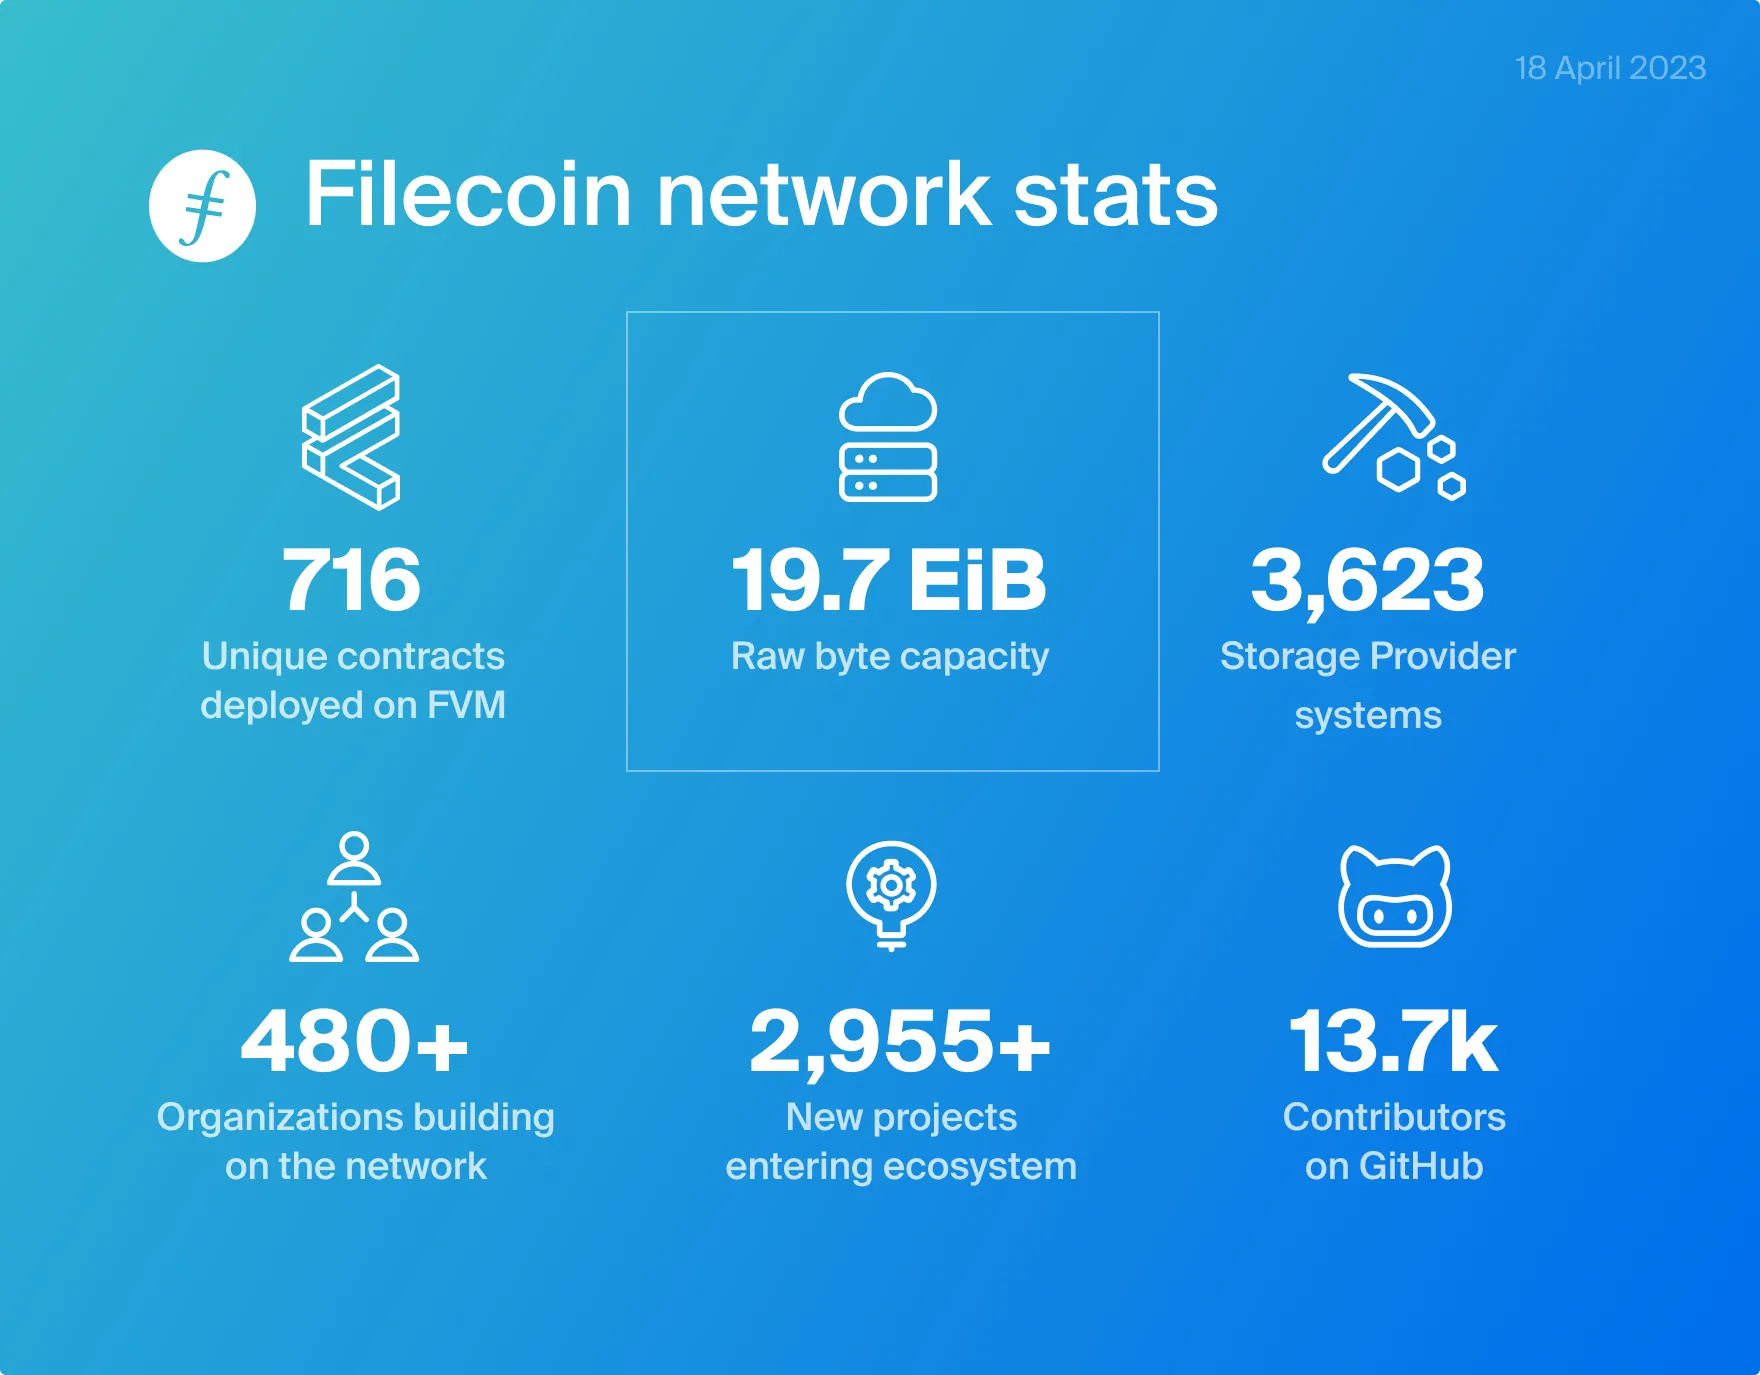 18 April 2023
Filecoin network stats
716
Unique contracts
deployed on FVM
19.7 EiB
Raw byte capacity
3,623
Storage Provider
systems
480+
Organizations building
on the network
2,955+
New projects
entering ecosystem
13.7k
Contributors
on GitHub